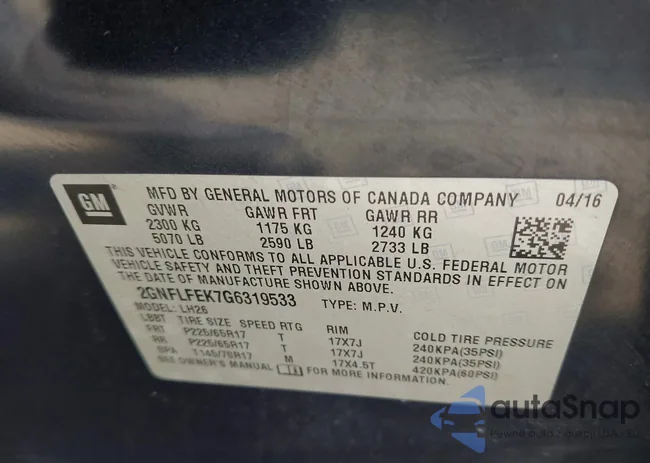 GM
MFD BY GENERAL MOTORS OF CANADA COMPANY 04/16
GVWR GAWR FRT GAWR RR
2300 KG 1175 KG 1240 KG
5070 LB 2590 LB 2733 LB
THIS VEHICLE CONFORMS TO ALL APPLICABLE U.S. FEDERAL MOTOR
VEHICLE SAFETY AND THEFT PREVENTION STANDARDS IN EFFECT ON
THE DATE OF MANUFACTURE SHOWN ABOVE.
2GNFLFEK7G6319533 TYPE: M.P.V.
MODEL: LH26
LBBT TIRE SIZE SPEED RTG RIM COLD TIRE PRESSURE
FRT P225/65R17 T 17X7J 240KPA(35PSI)
RR P225/65R17 T 17X7J 240KPA(35PSI)
SPA T145/70R17 M 17X4.5T 420KPA(60PSI)
SEE OWNER'S MANUAL FOR MORE INFORMATION.
autaSnap